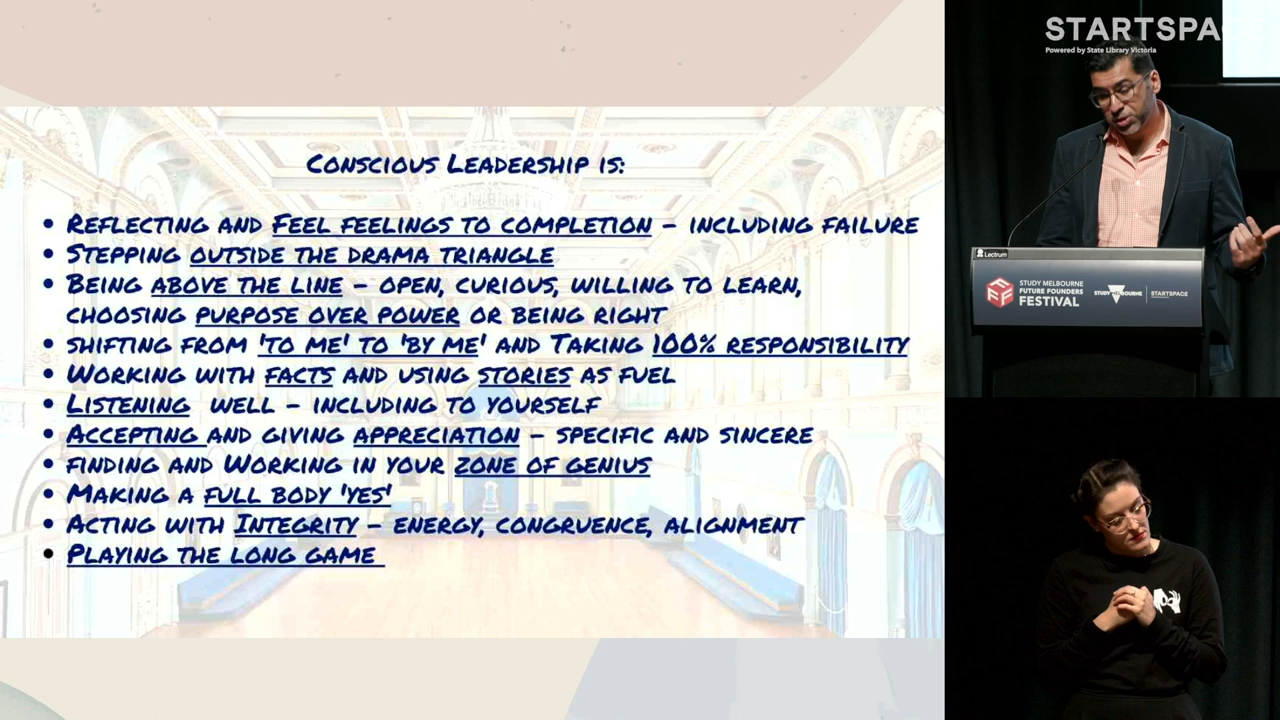 Conscious Leadership is:
• Reflecting and Feel feelings to completion – including failure
• Stepping outside the drama triangle
• Being above the line – open, curious, willing to learn,
choosing purpose over power or being right
• shifting from 'to me' to 'by me' and Taking 100% responsibility
• Working with facts and using stories as fuel
• Listening well – including to yourself
• Accepting and giving appreciation – specific and sincere
• finding and Working in your zone of genius
• Making a full body 'yes'
• Acting with Integrity – energy, congruence, alignment
• Playing the long game
STARTSPACE
Powered by State Library Victoria
Lectrum
STUDY MELBOURNE
FUTURE FOUNDERS
FESTIVAL
STUDY MELBOURNE
STARTSPACE